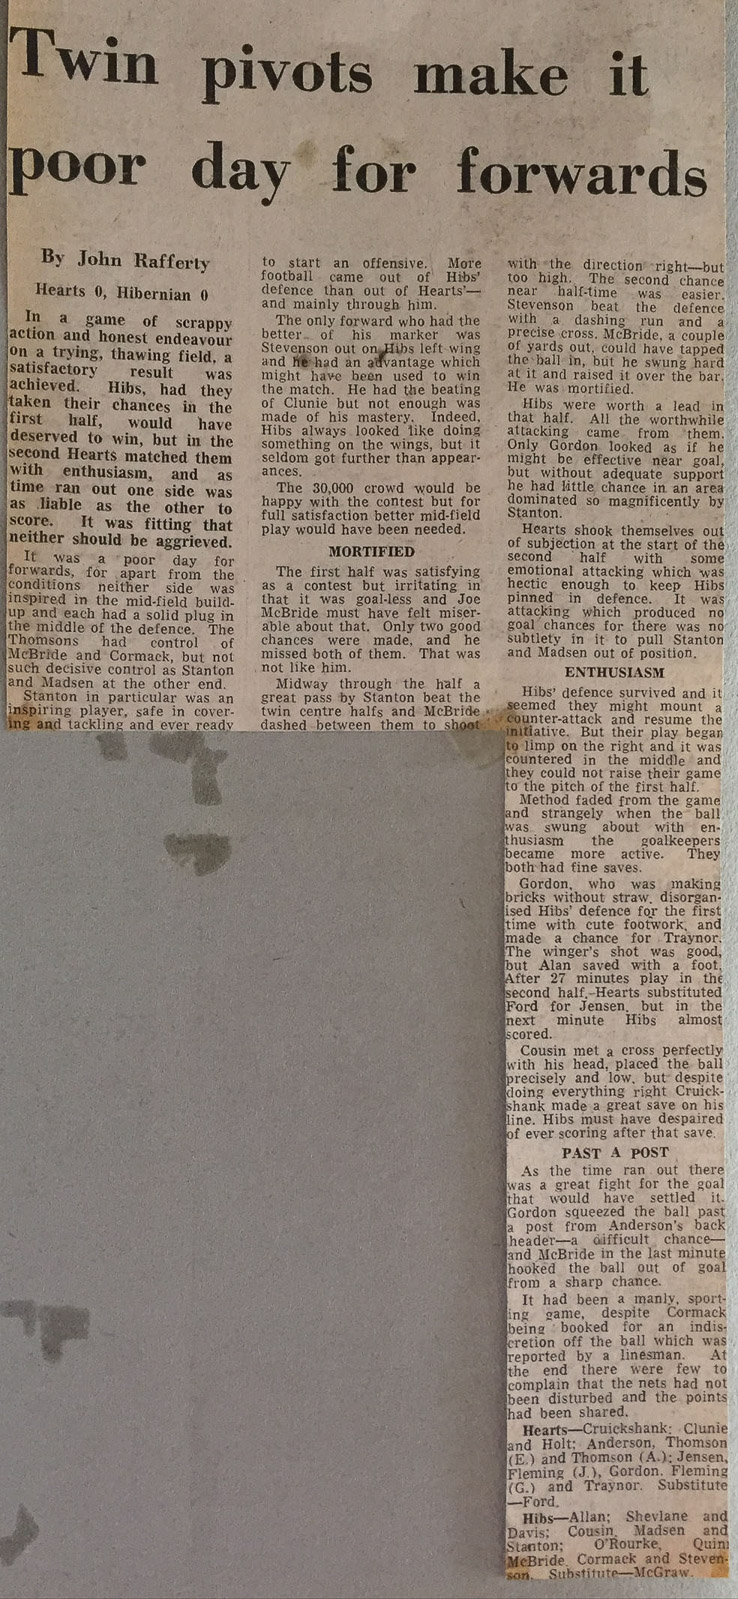 Twin pivots make it
poor day for forwards
By John Rafferty
Hearts 0, Hibernian 0
In a game of scrappy
action and honest endeavour
on a trying, thawing field, a
satisfactory result was
achieved. Hibs, had they
taken their chances in the
first half, would have
deserved to win, but in the
second Hearts matched them
with enthusiasm, and as
time ran out one side was
as liable as the other to
score. It was fitting that
neither should be aggrieved.
It was a poor day for
forwards, for apart from the
conditions neither side was
inspired in the mid-field build-
up and each had a solid plug in
the middle of the defence. The
Thomsons had control of
McBride and Cormack, but not
such decisive control as Stanton
and Madsen at the other end.
Stanton in particular was an
inspiring player, safe in cover-
ing and tackling and ever ready
to start an offensive. More
football came out of Hibs'
defence than out of Hearts'—
and mainly through him.
The only forward who had the
better of his marker was
Stevenson out on Hibs left wing
and he had an advantage which
might have been used to win
the match. He had the beating
of Clunie but not enough was
made of his mastery. Indeed,
Hibs always looked like doing
something on the wings, but it
seldom got further than appear-
ances.
The 30,000 crowd would be
happy with the contest but for
full satisfaction better mid-field
play would have been needed.
MORTIFIED
The first half was satisfying
as a contest but irritating in
that it was goal-less and Joe
McBride must have felt miser-
able about that. Only two good
chances were made, and he
missed both of them. That was
not like him.
Midway through the half a
great pass by Stanton beat the
twin centre halfs and McBride
dashed between them to shoot
with the direction right—but
too high. The second chance
near half-time was easier.
Stevenson beat the defence
with a dashing run and a
precise cross. McBride, a couple
of yards out, could have tapped
the ball in, but he swung hard
at it and raised it over the bar.
He was mortified.
Hibs were worth a lead in
that half. All the worthwhile
attacking came from them.
Only Gordon looked as if he
might be effective near goal,
but without adequate support
he had little chance in an area
dominated so magnificently by
Stanton.
Hearts shook themselves out
of subjection at the start of the
second half with some
emotional attacking which was
hectic enough to keep Hibs
pinned in defence. It was
attacking which produced no
goal chances for there was no
subtlety in it to pull Stanton
and Madsen out of position.
ENTHUSIASM
Hibs' defence survived and it
seemed they might mount a
counter-attack and resume the
initiative. But their play began
to limp on the right and it was
countered in the middle and
they could not raise their game
to the pitch of the first half.
Method faded from the game
and strangely when the ball
was swung about with en-
thusiasm the goalkeepers
became more active. They
both had fine saves.
Gordon, who was making
bricks without straw, disorgan-
ised Hibs' defence for the first
time with cute footwork, and
made a chance for Traynor.
The winger's shot was good,
but Alan saved with a foot.
After 27 minutes play in the
second half, Hearts substituted
Ford for Jensen, but in the
next minute Hibs almost
scored.
Cousin met a cross perfectly
with his head, placed the ball
precisely and low, but despite
doing everything right Cruick-
shank made a great save on his
line. Hibs must have despaired
of ever scoring after that save.
PAST A POST
As the time ran out there
was a great fight for the goal
that would have settled it.
Gordon squeezed the ball past
a post from Anderson's back
header—a difficult chance—
and McBride in the last minute
hooked the ball out of goal
from a sharp chance.
It had been a manly, sport-
ing game, despite Cormack
being booked for an indis-
cretion off the ball which was
reported by a linesman. At
the end there were few to
complain that the nets had not
been disturbed and the points
had been shared.
Hearts—Cruickshank; Clunie
and Holt; Anderson, Thomson
(E.) and Thomson (A.); Jensen,
Fleming (J.), Gordon, Fleming
(G.) and Traynor. Substitute
—Ford.
Hibs—Allan; Shevlane and
Davis; Cousin, Madsen and
Stanton; O'Rourke, Quinn
McBride, Cormack and Steven-
son. Substitute—McGraw.